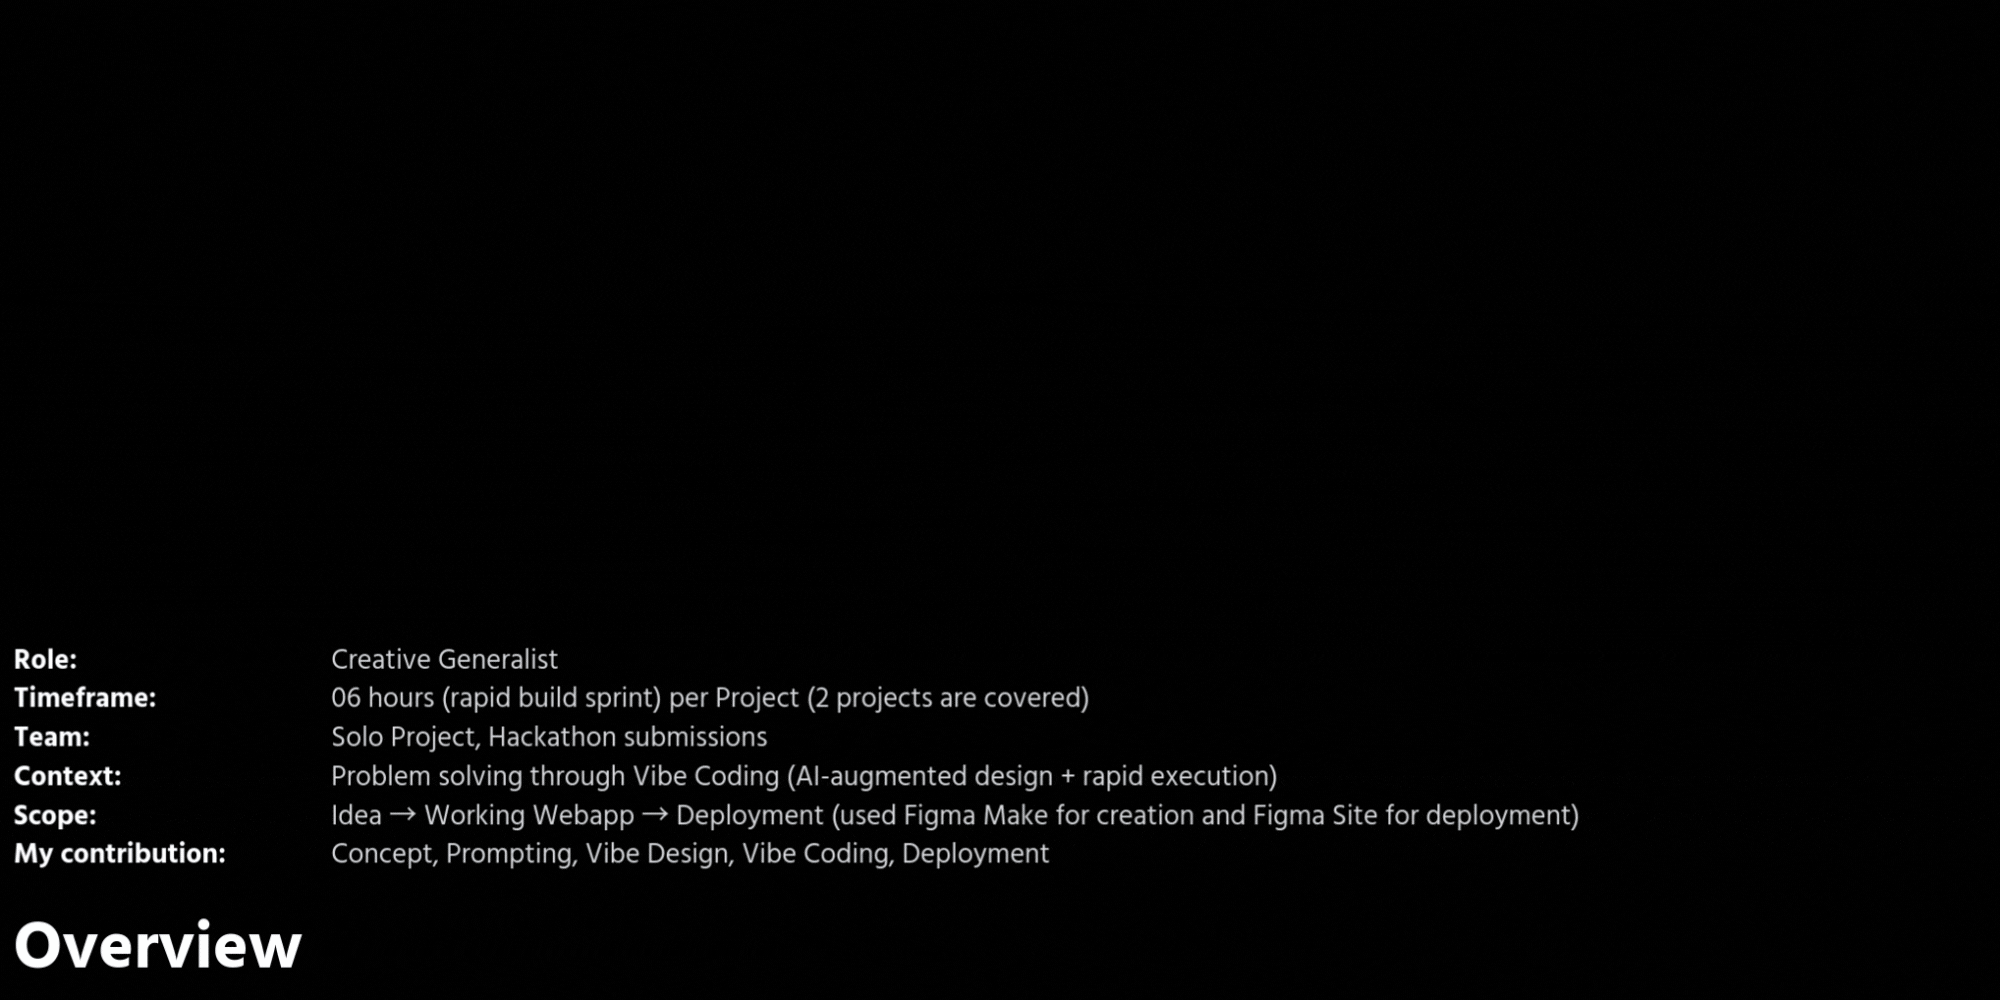 Role: Creative Generalist
Timeframe: 06 hours (rapid build sprint) per Project (2 projects are covered)
Team: Solo Project, Hackathon submissions
Context: Problem solving through Vibe Coding (AI-augmented design + rapid execution)
Scope: Idea → Working Webapp → Deployment (used Figma Make for creation and Figma Site for deployment)
My contribution: Concept, Prompting, Vibe Design, Vibe Coding, Deployment
Overview